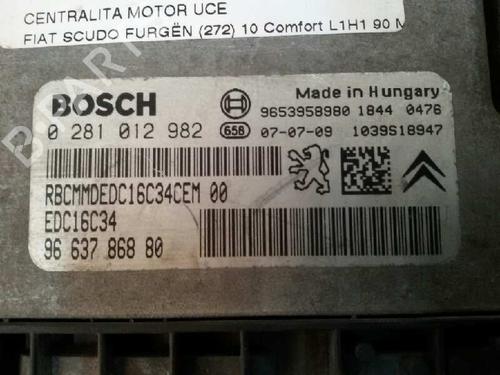 CENTRALITA MOTOR UCE
FIAT SCUDO FURGËN (272) 10 Comfort L1H1 90 M
BOSCH
Made in Hungary
9653958980 1844 0476
0 281 012 982
658
07-07-09 1039S18947
RBCMMDEDC16C34CEM 00
EDC16C34
96 637 868 80